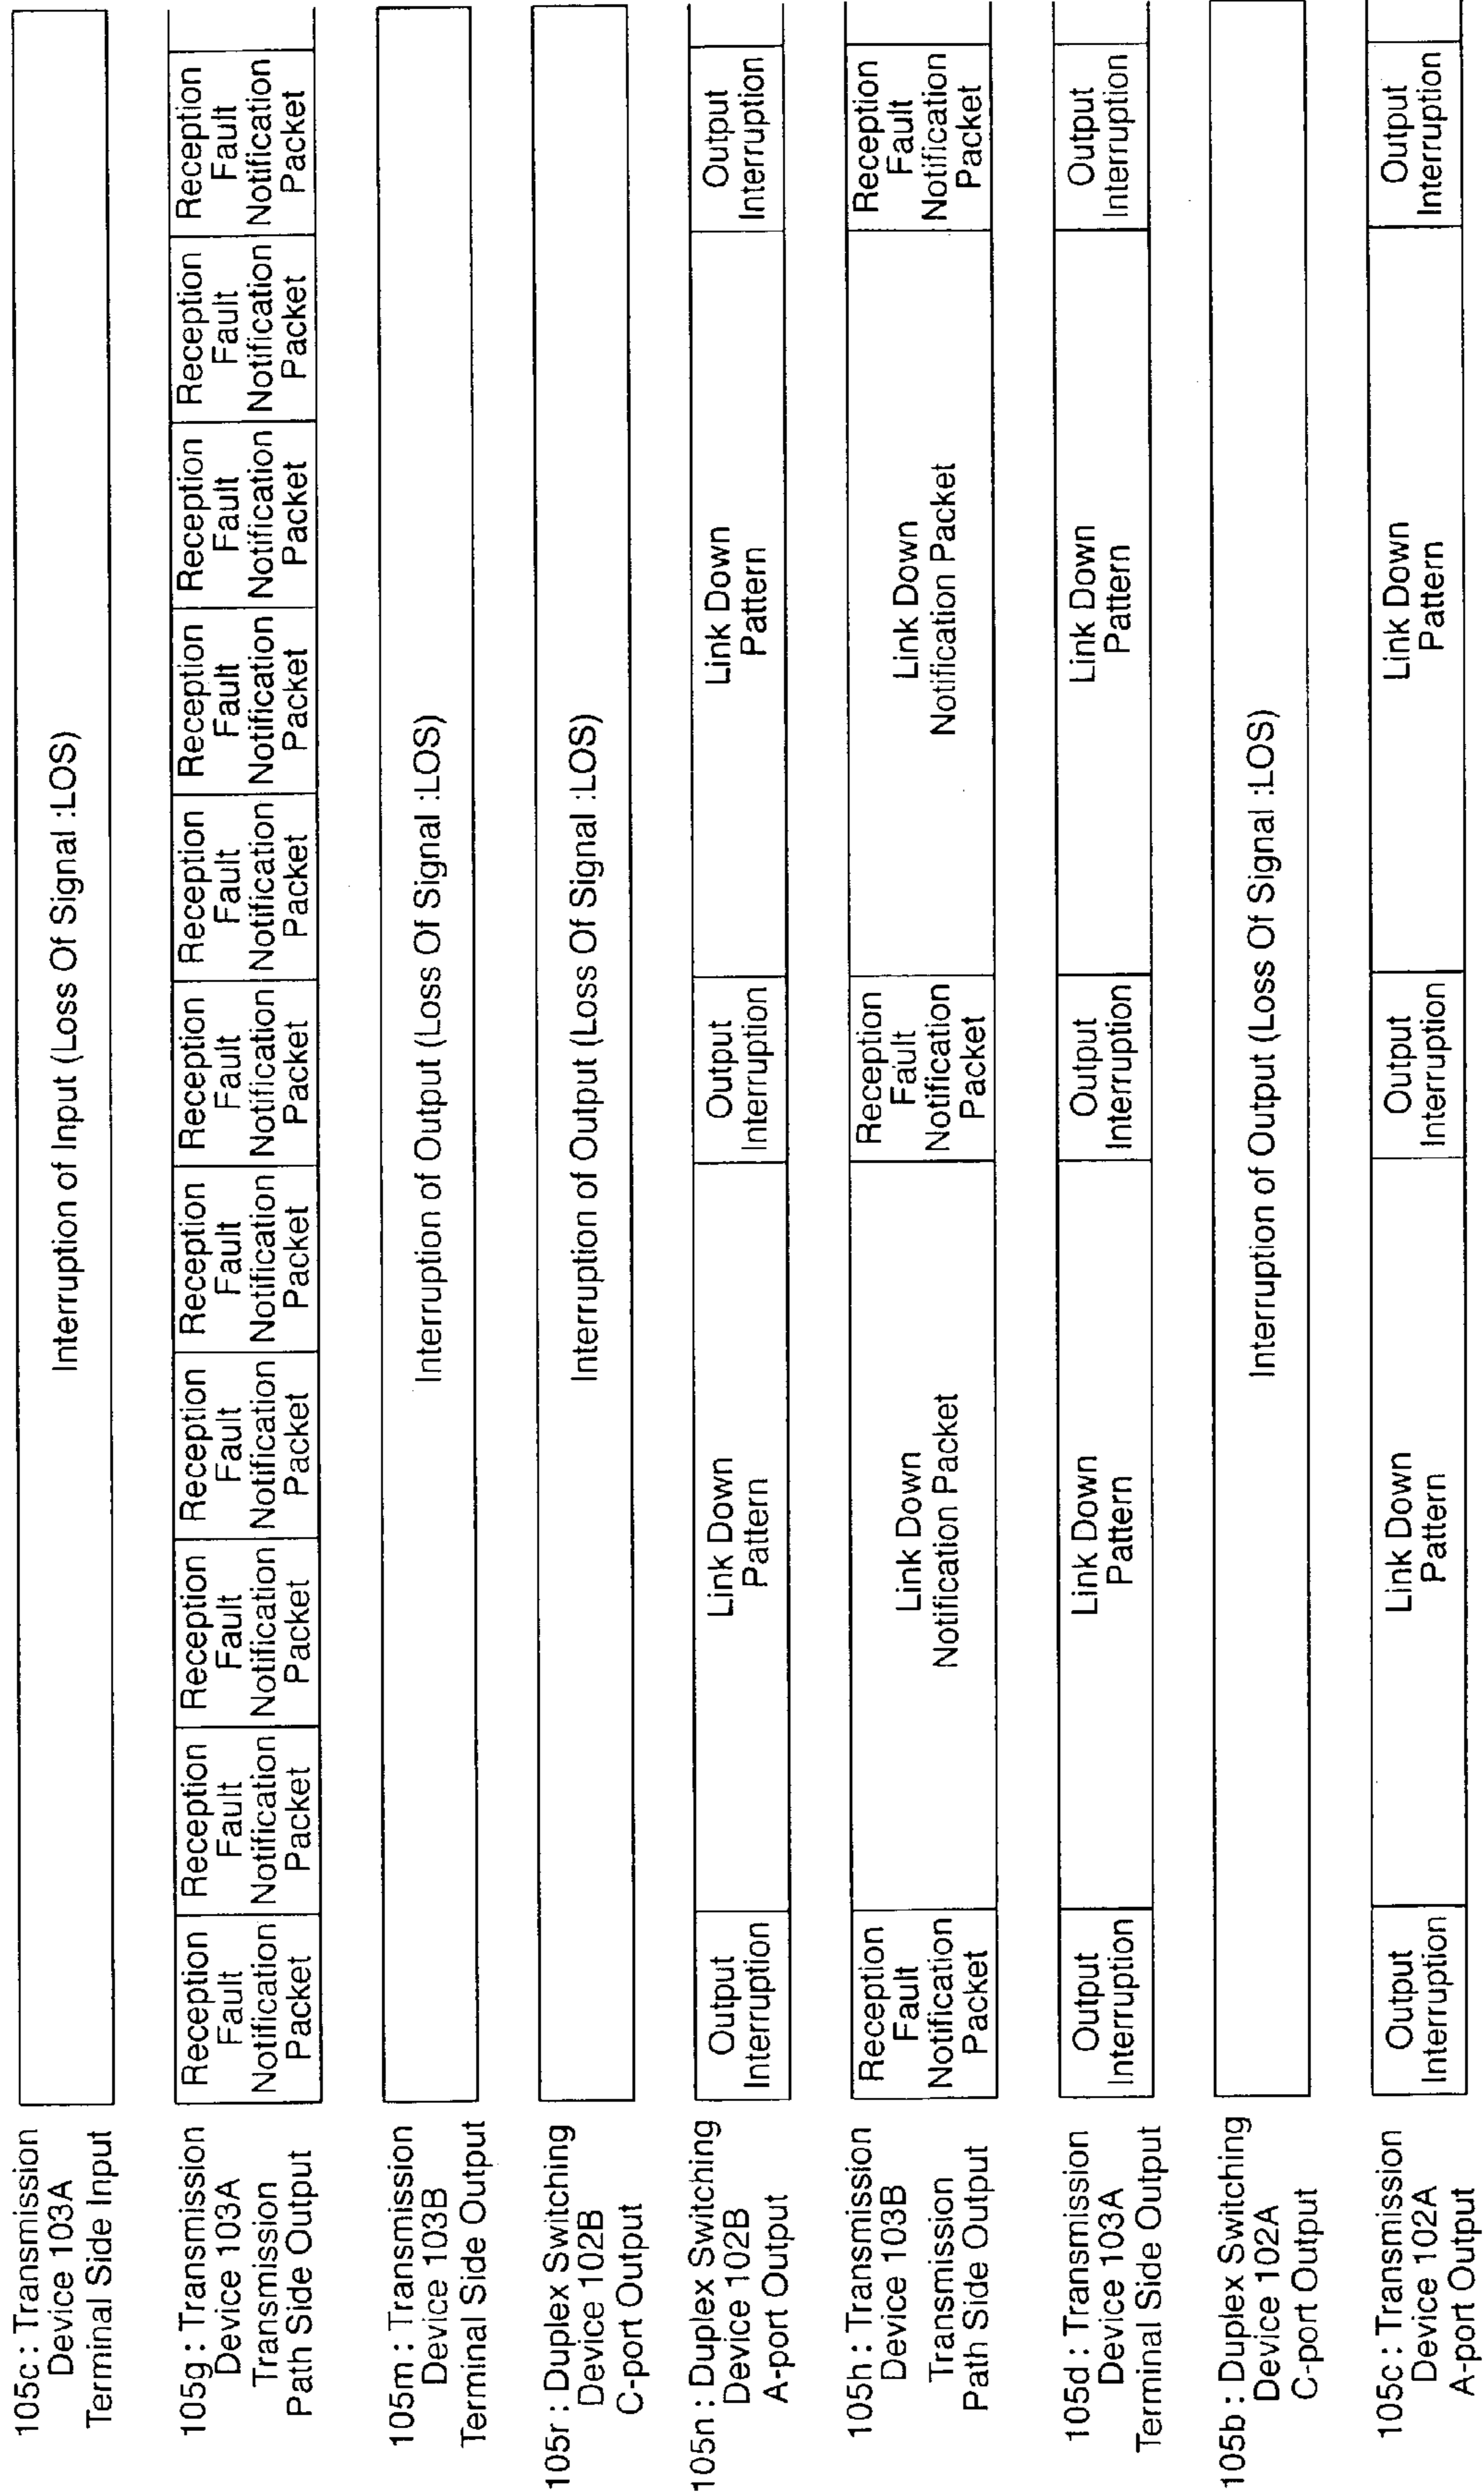 105c : Transmission
Device 103A
Terminal Side Input
Interruption of Input (Loss Of Signal :LOS)
105g : Transmission
Device 103A
Transmission
Path Side Output
Reception
Fault
Notification
Packet
Reception
Fault
Notification
Packet
Reception
Fault
Notification
Packet
Reception
Fault
Notification
Packet
Reception
Fault
Notification
Packet
Reception
Fault
Notification
Packet
Reception
Fault
Notification
Packet
Reception
Fault
Notification
Packet
Reception
Fault
Notification
Packet
Reception
Fault
Notification
Packet
Reception
Fault
Notification
Packet
105m : Transmission
Device 103B
Terminal Side Output
Interruption of Output (Loss Of Signal :LOS)
105r : Duplex Switching
Device 102B
C-port Output
Interruption of Output (Loss Of Signal :LOS)
105n : Duplex Switching
Device 102B
A-port Output
Output
Interruption
Link Down
Pattern
Output
Interruption
Link Down
Pattern
Output
Interruption
105h : Transmission
Device 103B
Transmission
Path Side Output
Reception
Fault
Notification
Packet
Link Down
Notification Packet
Reception
Fault
Notification
Packet
Link Down
Notification Packet
Reception
Fault
Notification
Packet
105d : Transmission
Device 103A
Terminal Side Output
Output
Interruption
Link Down
Pattern
Output
Interruption
Link Down
Pattern
Output
Interruption
105b : Duplex Switching
Device 102A
C-port Output
Interruption of Output (Loss Of Signal :LOS)
105c : Transmission
Device 102A
A-port Output
Output
Interruption
Link Down
Pattern
Output
Interruption
Link Down
Pattern
Output
Interruption